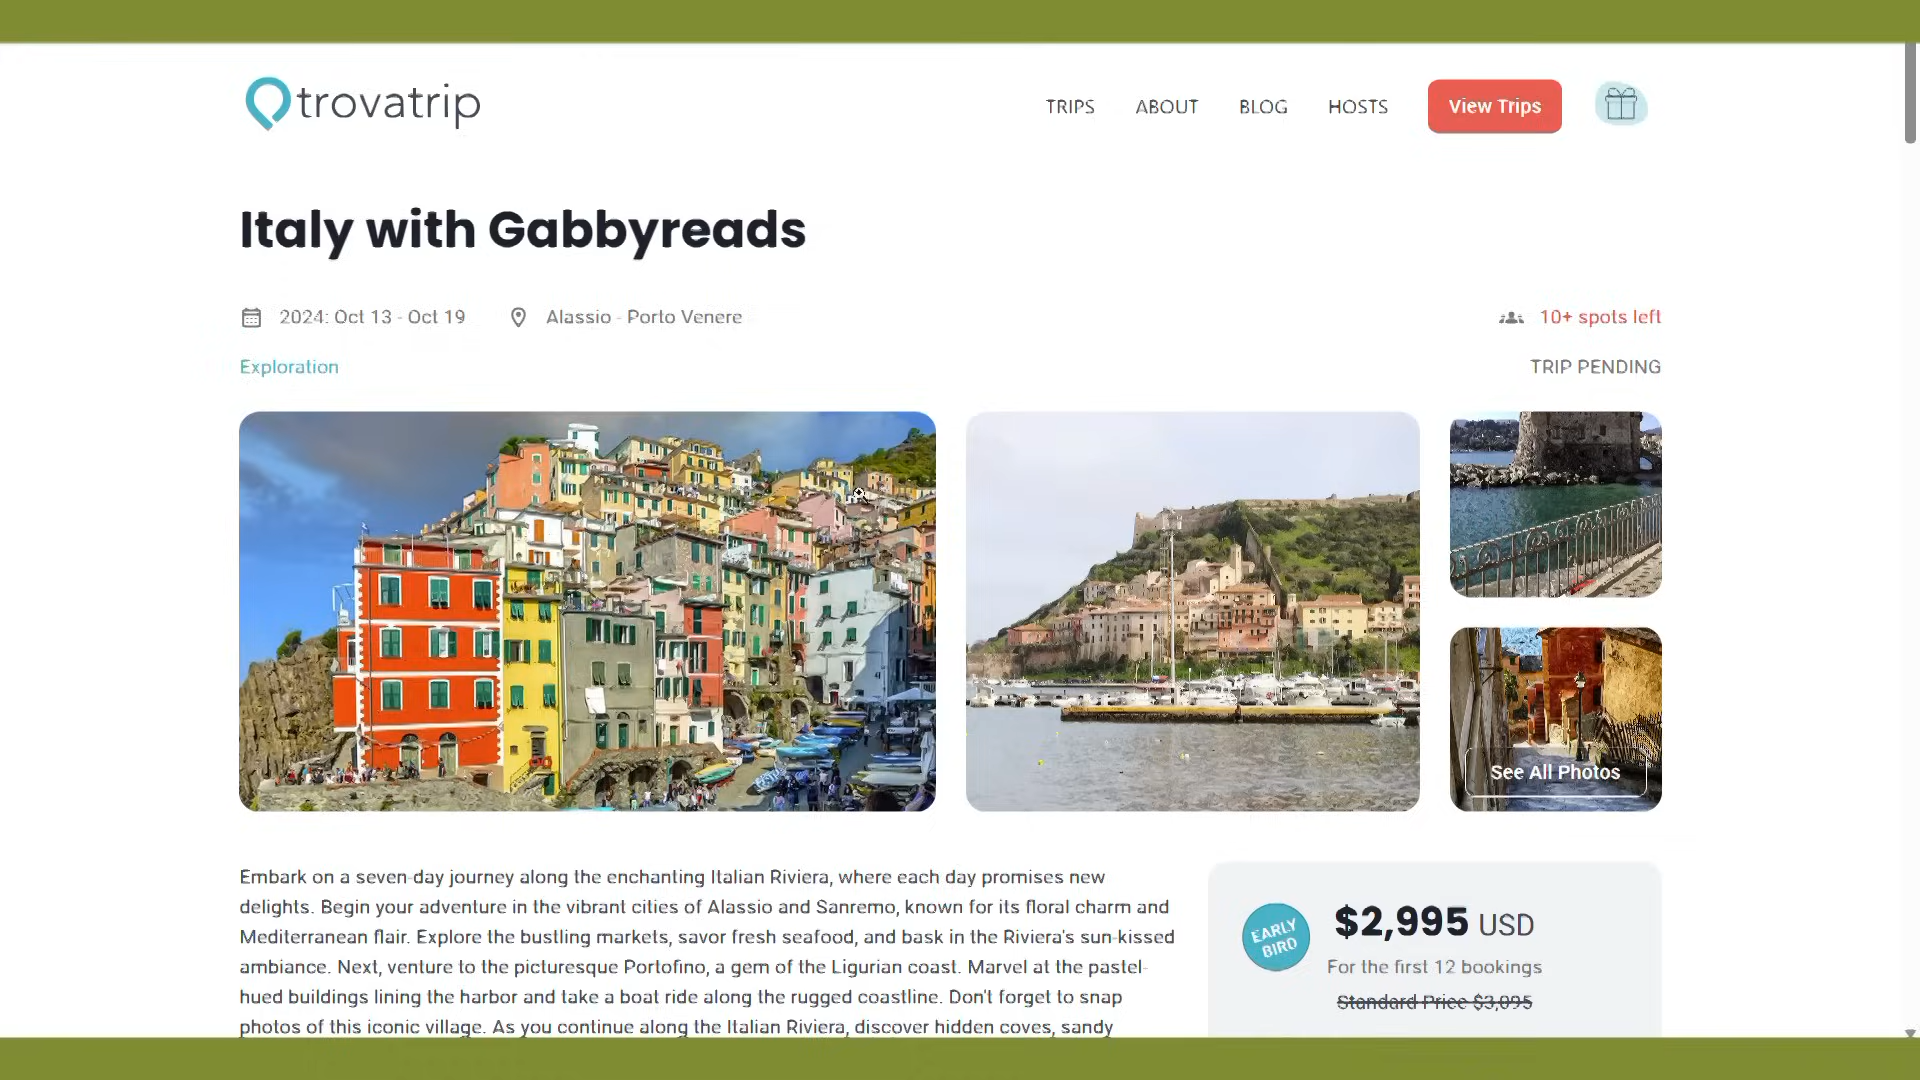 trovatrip
TRIPS
ABOUT
BLOG
HOSTS
View Trips
Italy with Gabbyreads
2024: Oct 13 - Oct 19
Alassio - Porto Venere
10+ spots left
Exploration
TRIP PENDING
See All Photos
Embark on a seven-day journey along the enchanting Italian Riviera, where each day promises new
delights. Begin your adventure in the vibrant cities of Alassio and Sanremo, known for its floral charm and
Mediterranean flair. Explore the bustling markets, savor fresh seafood, and bask in the Riviera's sun-kissed
ambiance. Next, venture to the picturesque Portofino, a gem of the Ligurian coast. Marvel at the pastel-
hued buildings lining the harbor and take a boat ride along the rugged coastline. Don't forget to snap
photos of this iconic village. As you continue along the Italian Riviera, discover hidden coves, sandy
EARLY
BIRD
$2,995 USD
For the first 12 bookings
Standard Price $3,095